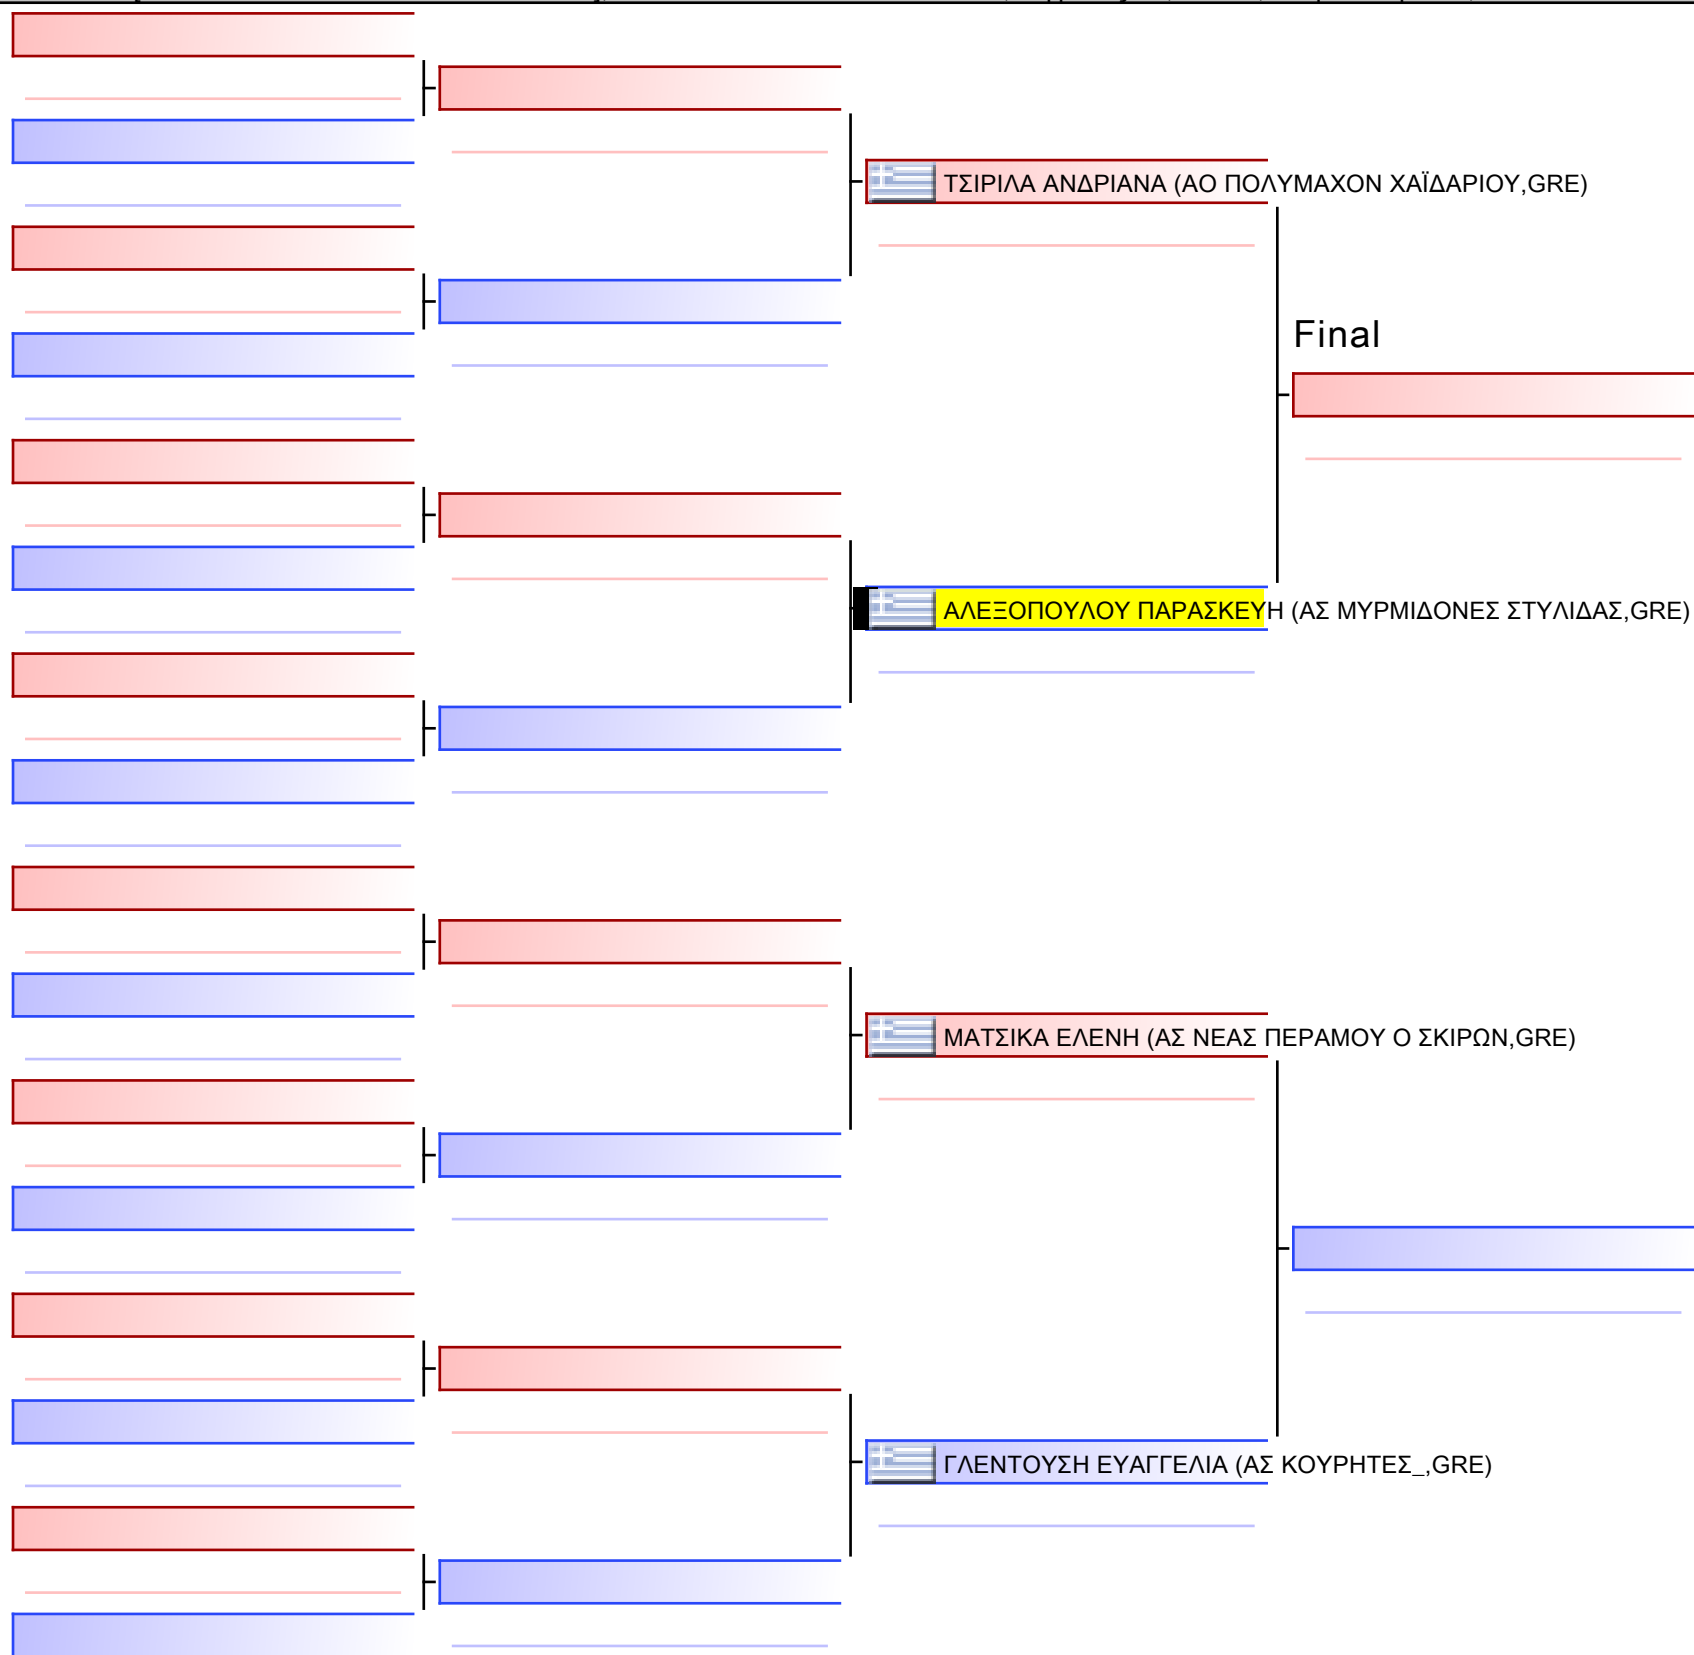 ΤΣΙΡΙΛΑ ΑΝΔΡΙΑΝΑ (ΑΟ ΠΟΛΥΜΑΧΟΝ ΧΑΪΔΑΡΙΟΥ,GRE)
Final
ΑΛΕΞΟΠΟΥΛΟΥ ΠΑΡΑΣΚΕΥΗ (ΑΣ ΜΥΡΜΙΔΟΝΕΣ ΣΤΥΛΙΔΑΣ,GRE)
ΜΑΤΣΙΚΑ ΕΛΕΝΗ (ΑΣ ΝΕΑΣ ΠΕΡΑΜΟΥ Ο ΣΚΙΡΩΝ,GRE)
ΓΛΕΝΤΟΥΣΗ ΕΥΑΓΓΕΛΙΑ (ΑΣ ΚΟΥΡΗΤΕΣ_,GRE)